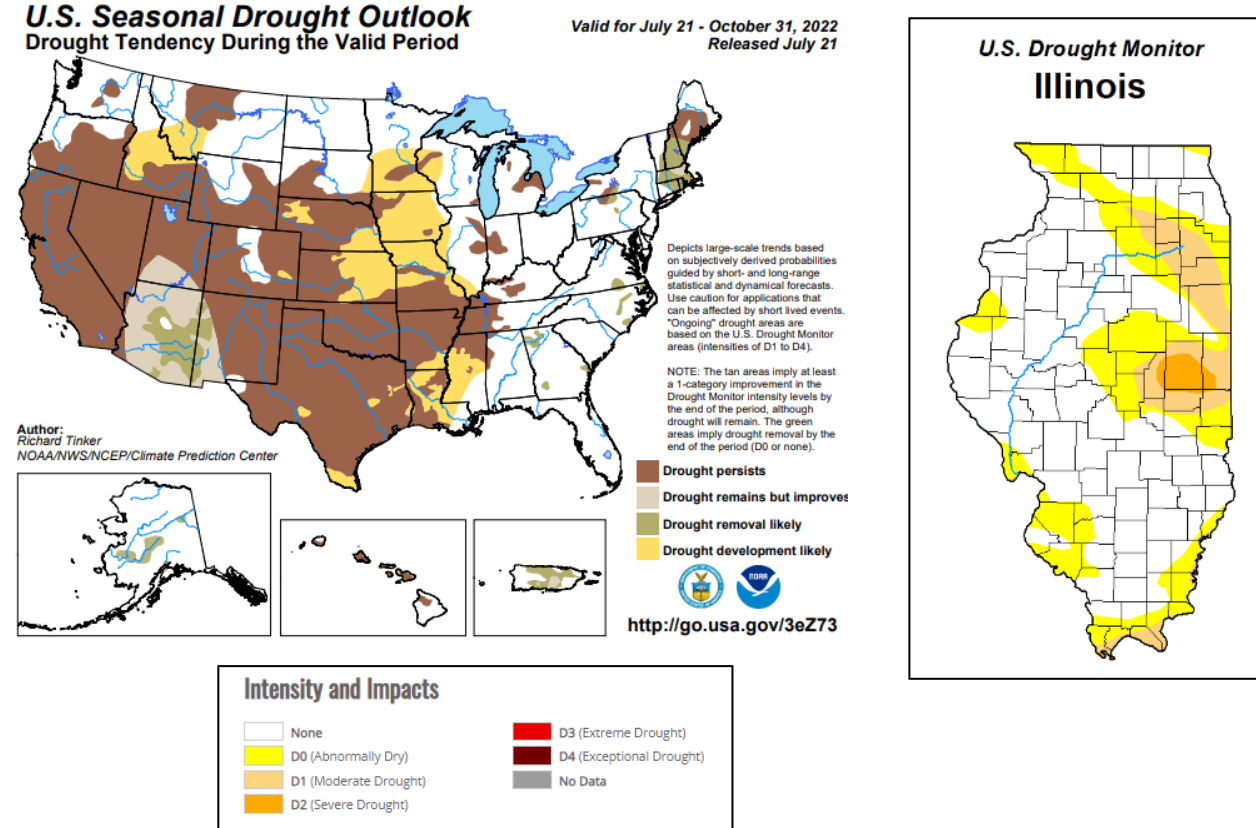 U.S. Seasonal Drought Outlook
Drought Tendency During the Valid Period
Valid for July 21 - October 31, 2022
Released July 21
Depicts large-scale trends based
on subjectively derived probabilities
guided by short- and long-range
statistical and dynamical forecasts.
Use caution for applications that
can be affected by short lived events.
"Ongoing" drought areas are
based on the U.S. Drought Monitor
areas (intensities of D1 to D4).
NOTE: The tan areas imply at least
a 1-category improvement in the
Drought Monitor intensity levels by
the end of the period, although
drought will remain. The green
areas imply drought removal by the
end of the period (D0 or none).
Author:
Richard Tinker
NOAA/NWS/NCEP/Climate Prediction Center
Drought persists
Drought remains but improves
Drought removal likely
Drought development likely
NOAA
http://go.usa.gov/3eZ73
U.S. Drought Monitor
Illinois
Intensity and Impacts
None
D0 (Abnormally Dry)
D1 (Moderate Drought)
D2 (Severe Drought)
D3 (Extreme Drought)
D4 (Exceptional Drought)
No Data